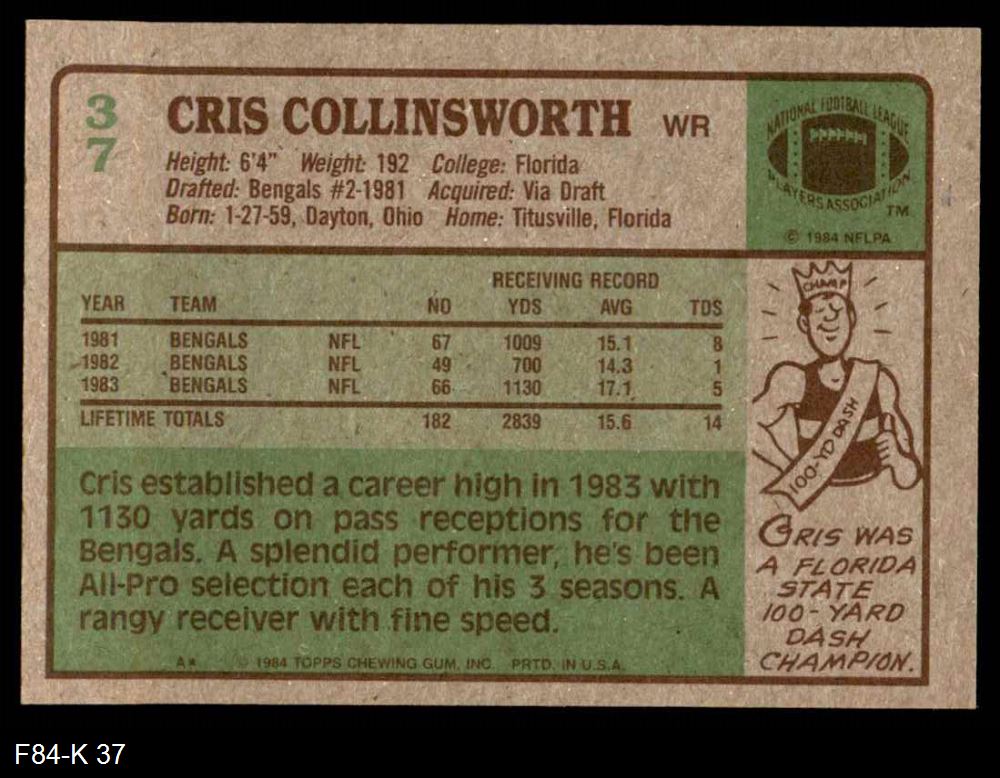 37
CRIS COLLINSWORTH WR
Height: 6'4" Weight: 192 College: Florida
Drafted: Bengals #2-1981 Acquired: Via Draft
Born: 1-27-59, Dayton, Ohio Home: Titusville, Florida
NATIONAL FOOTBALL LEAGUE
PLAYERS ASSOCIATION
TM
© 1984 NFLPA
RECEIVING RECORD
YEAR TEAM NO YDS AVG TDS
1981 BENGALS NFL 67 1009 15.1 8
1982 BENGALS NFL 49 700 14.3 1
1983 BENGALS NFL 66 1130 17.1 5
LIFETIME TOTALS 182 2839 15.6 14
Cris established a career high in 1983 with
1130 yards on pass receptions for the
Bengals. A splendid performer, he's been
All-Pro selection each of his 3 seasons. A
rangy receiver with fine speed.
A* © 1984 TOPPS CHEWING GUM, INC. PRTD. IN U.S.A.
CHAMP
100-YD DASH
CRIS WAS
A FLORIDA
STATE
100-YARD
DASH
CHAMPION.
F84-K 37